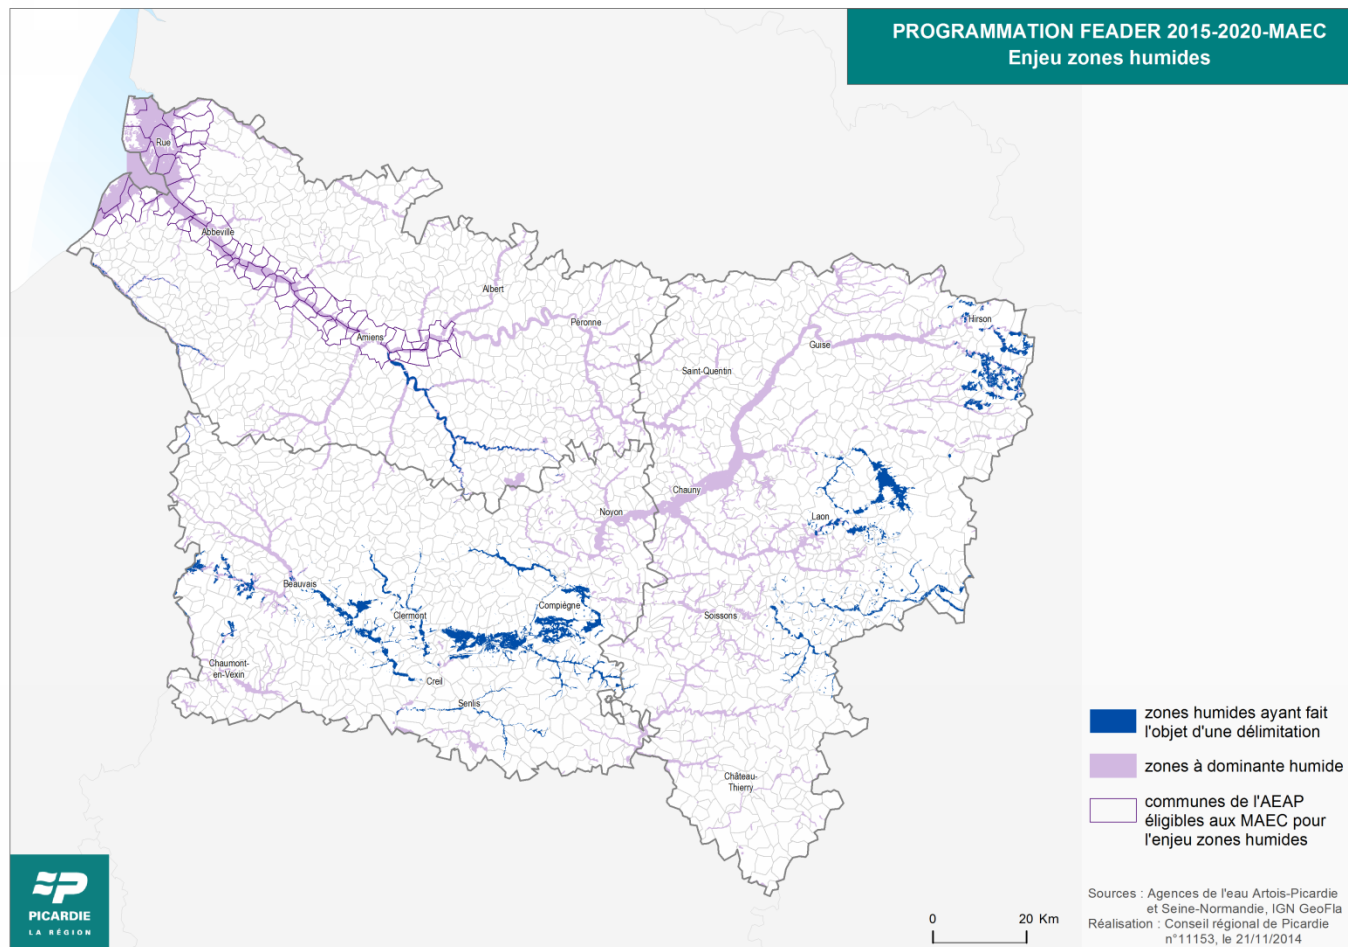 PROGRAMMATION FEADER 2015-2020-MAEC
Enjeu zones humides
Rue
Abbeville
Albert
Péronne
Amiens
Hirson
Guise
Saint-Quentin
Chauny
Noyon
Laon
Beauvais
Clermont
Compiègne
Soissons
Chaumont-
en-Vexin
Creil
Senlis
Château-
Thierry
zones humides ayant fait
l'objet d'une délimitation
zones à dominante humide
communes de l'AEAP
éligibles aux MAEC pour
l'enjeu zones humides
Sources : Agences de l'eau Artois-Picardie
et Seine-Normandie, IGN GeoFla
Réalisation : Conseil régional de Picardie
n°11153, le 21/11/2014
0 20 Km
PICARDIE
LA RÉGION